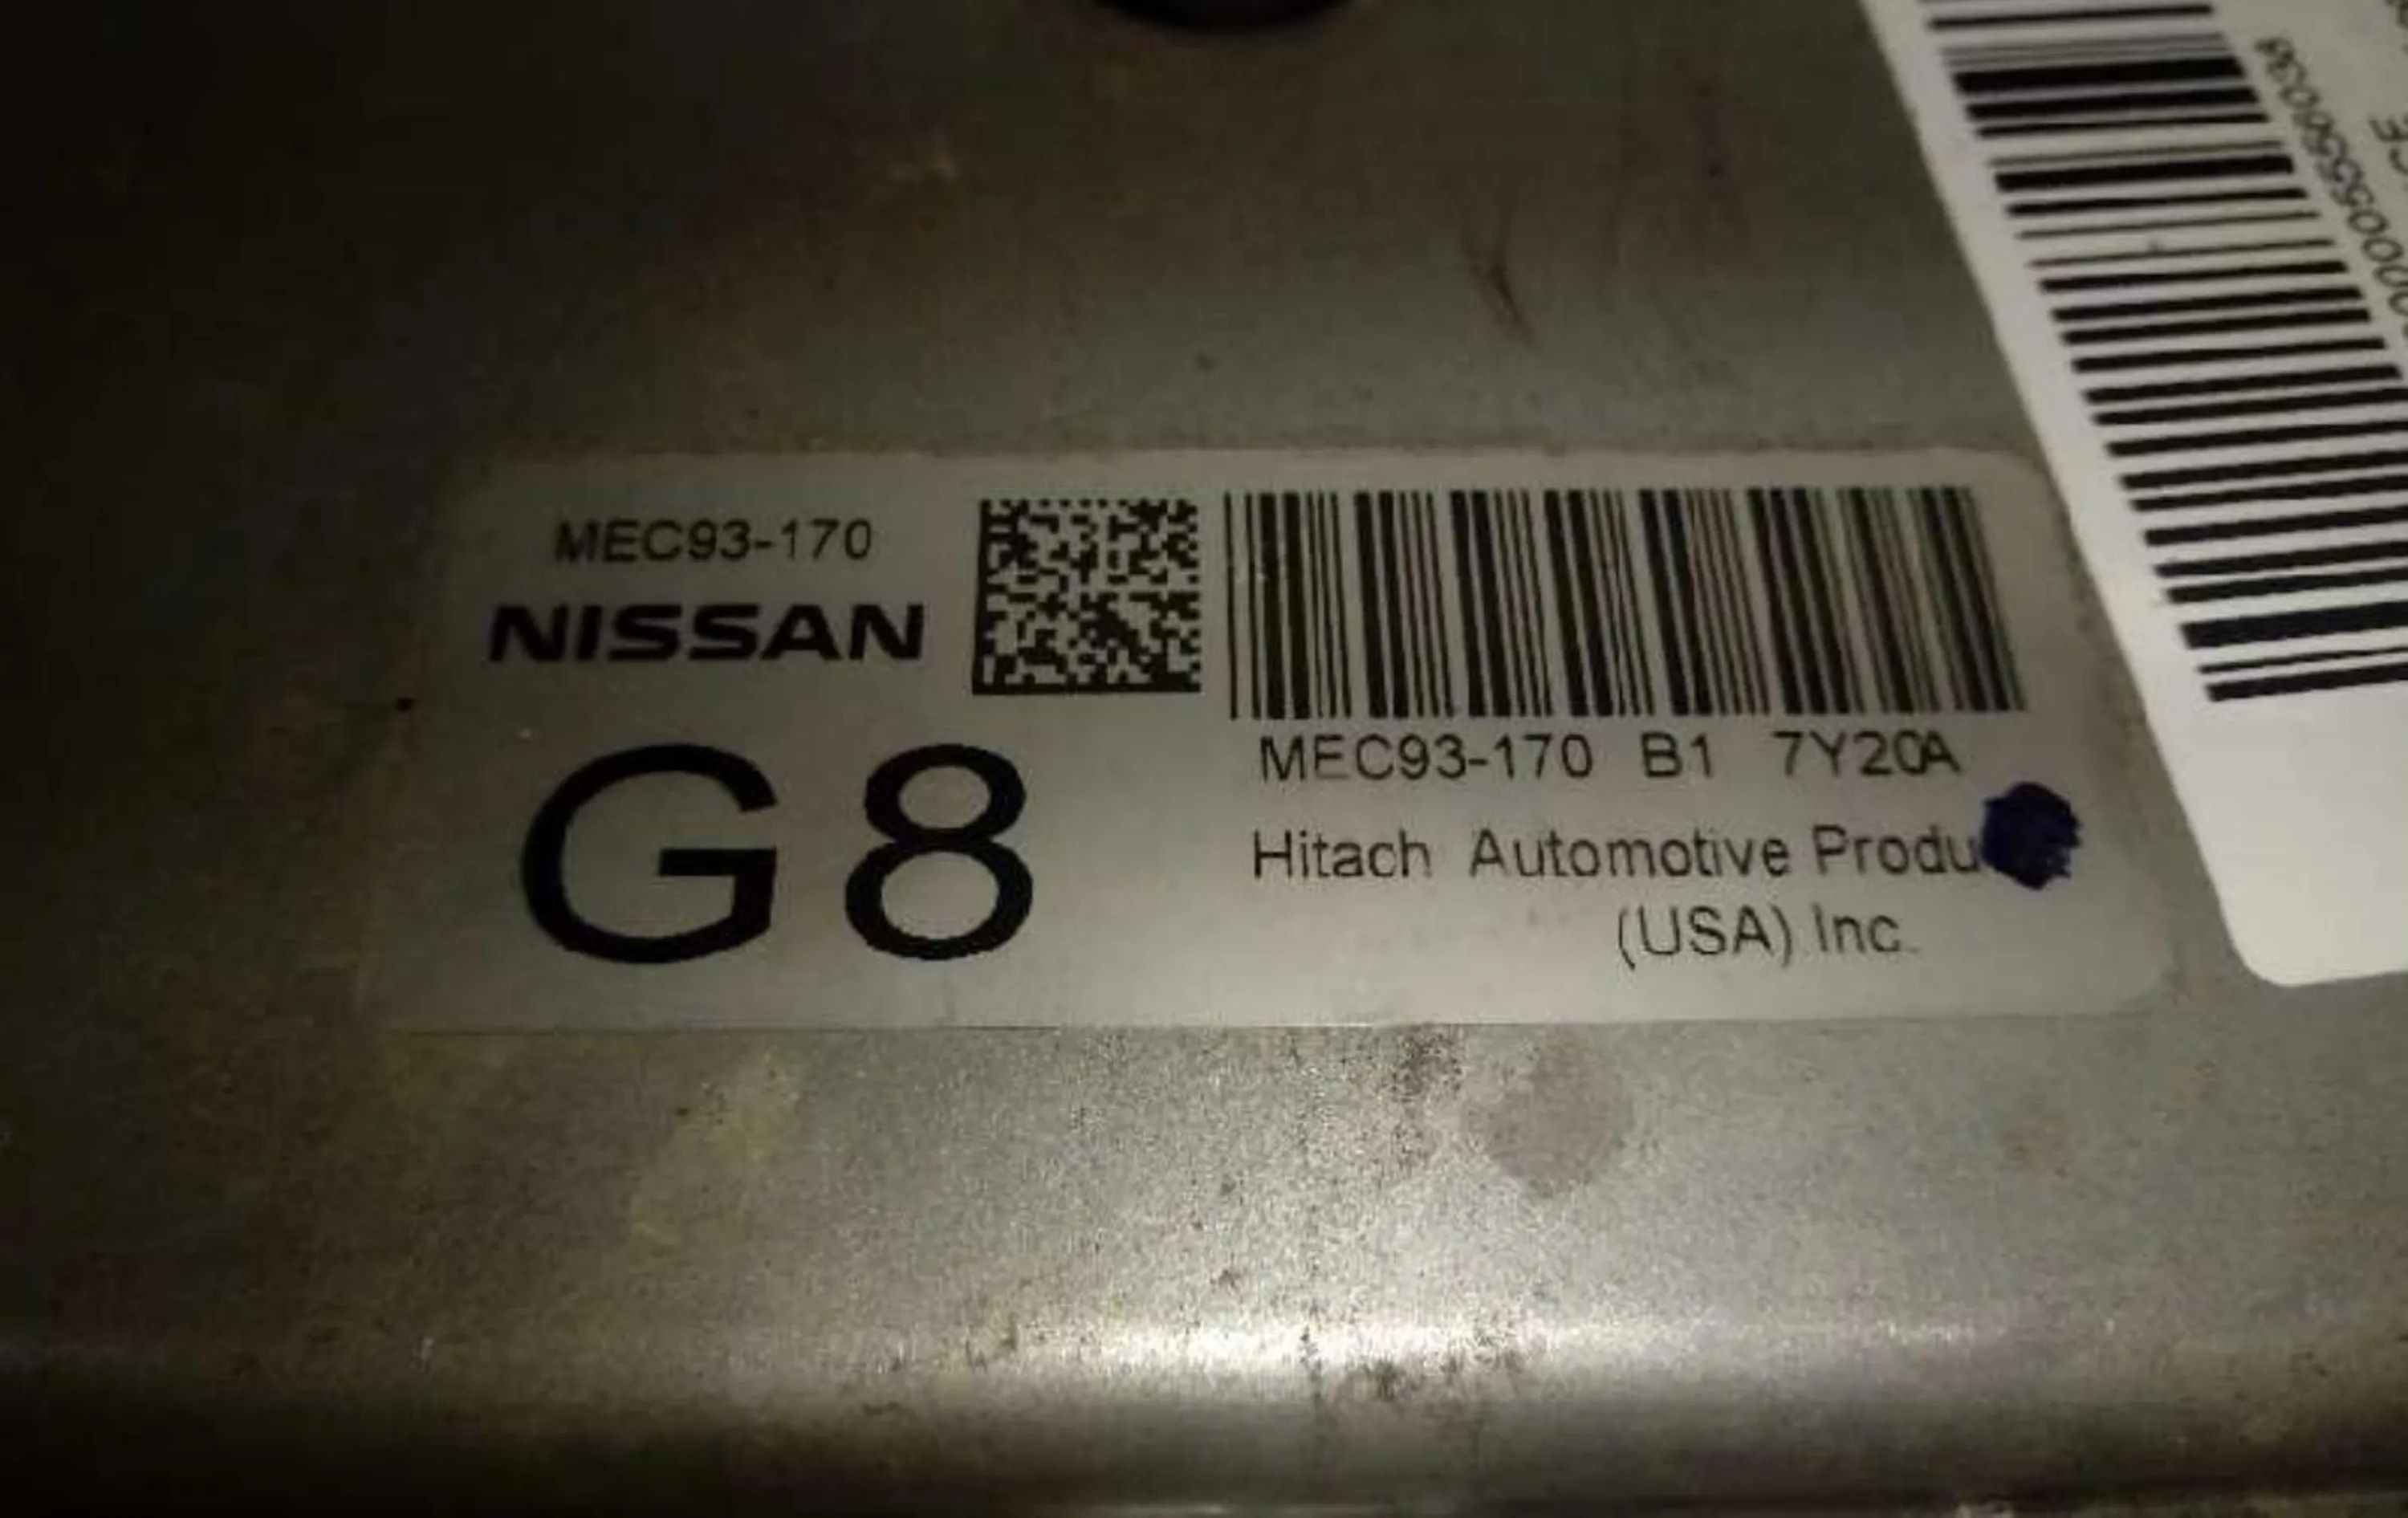 MEC93-170
NISSAN
G8
MEC93-170 B1 7Y20A
Hitach Automotive Produ
(USA) Inc.